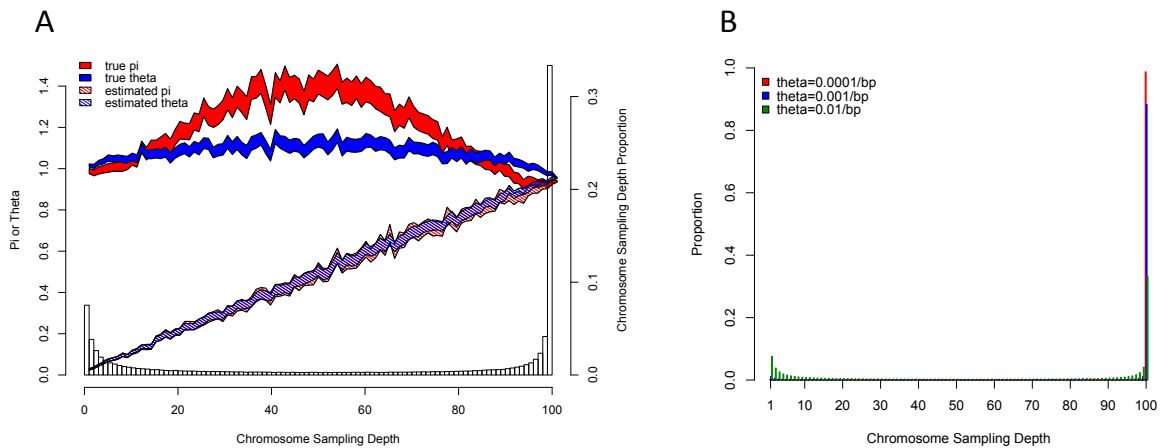 A
true pi
true theta
estimated pi
estimated theta
Pi or Theta
0.0 0.2 0.4 0.6 0.8 1.0 1.2 1.4
Chromosome Sampling Depth Proportion
0.0 0.1 0.2 0.3
0 20 40 60 80 100
Chromosome Sampling Depth
B
theta=0.0001/bp
theta=0.001/bp
theta=0.01/bp
Proportion
0.0 0.2 0.4 0.6 0.8 1.0
1 10 20 30 40 50 60 70 80 90 100
Chromosome Sampling Depth